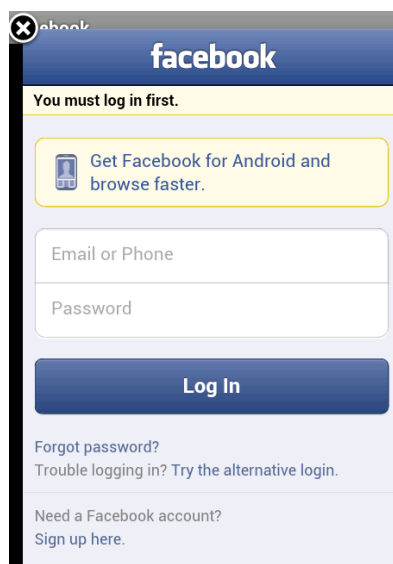 facebook
You must log in first.
Get Facebook for Android and
browse faster.
Email or Phone
Password
Log In
Forgot password?
Trouble logging in? Try the alternative login.
Need a Facebook account?
Sign up here.